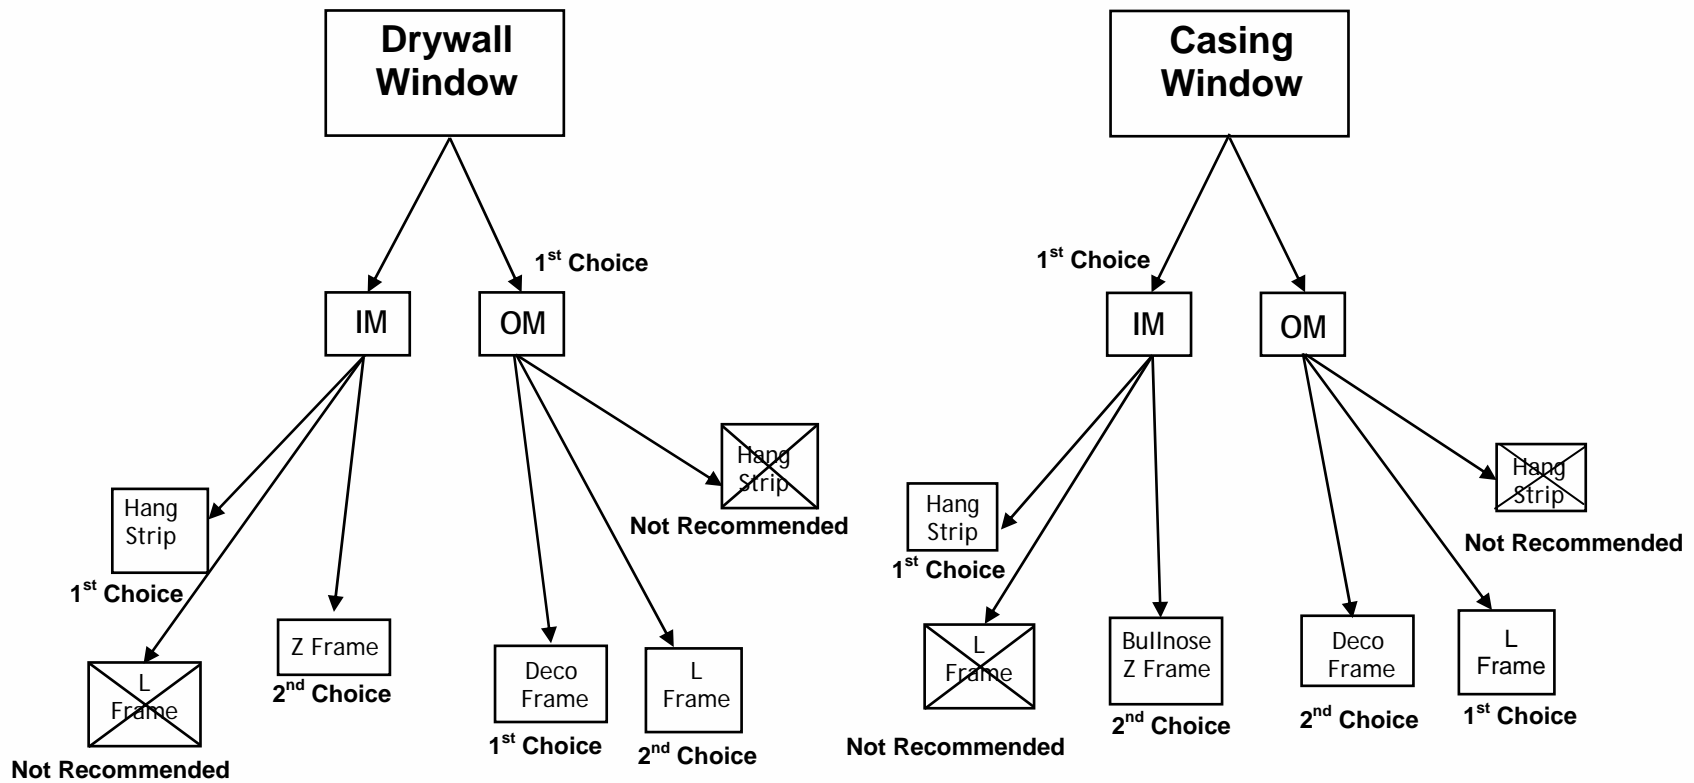 Drywall
Window
1st Choice
IM
OM
Hang
Strip
1st Choice
L
Frame
Not Recommended
Z Frame
2nd Choice
Deco
Frame
1st Choice
L
Frame
2nd Choice
Hang
Strip
Not Recommended
Casing
Window
1st Choice
IM
OM
Hang
Strip
1st Choice
L
Frame
Not Recommended
Bullnose
Z Frame
2nd Choice
Deco
Frame
2nd Choice
L
Frame
1st Choice
Hang
Strip
Not Recommended